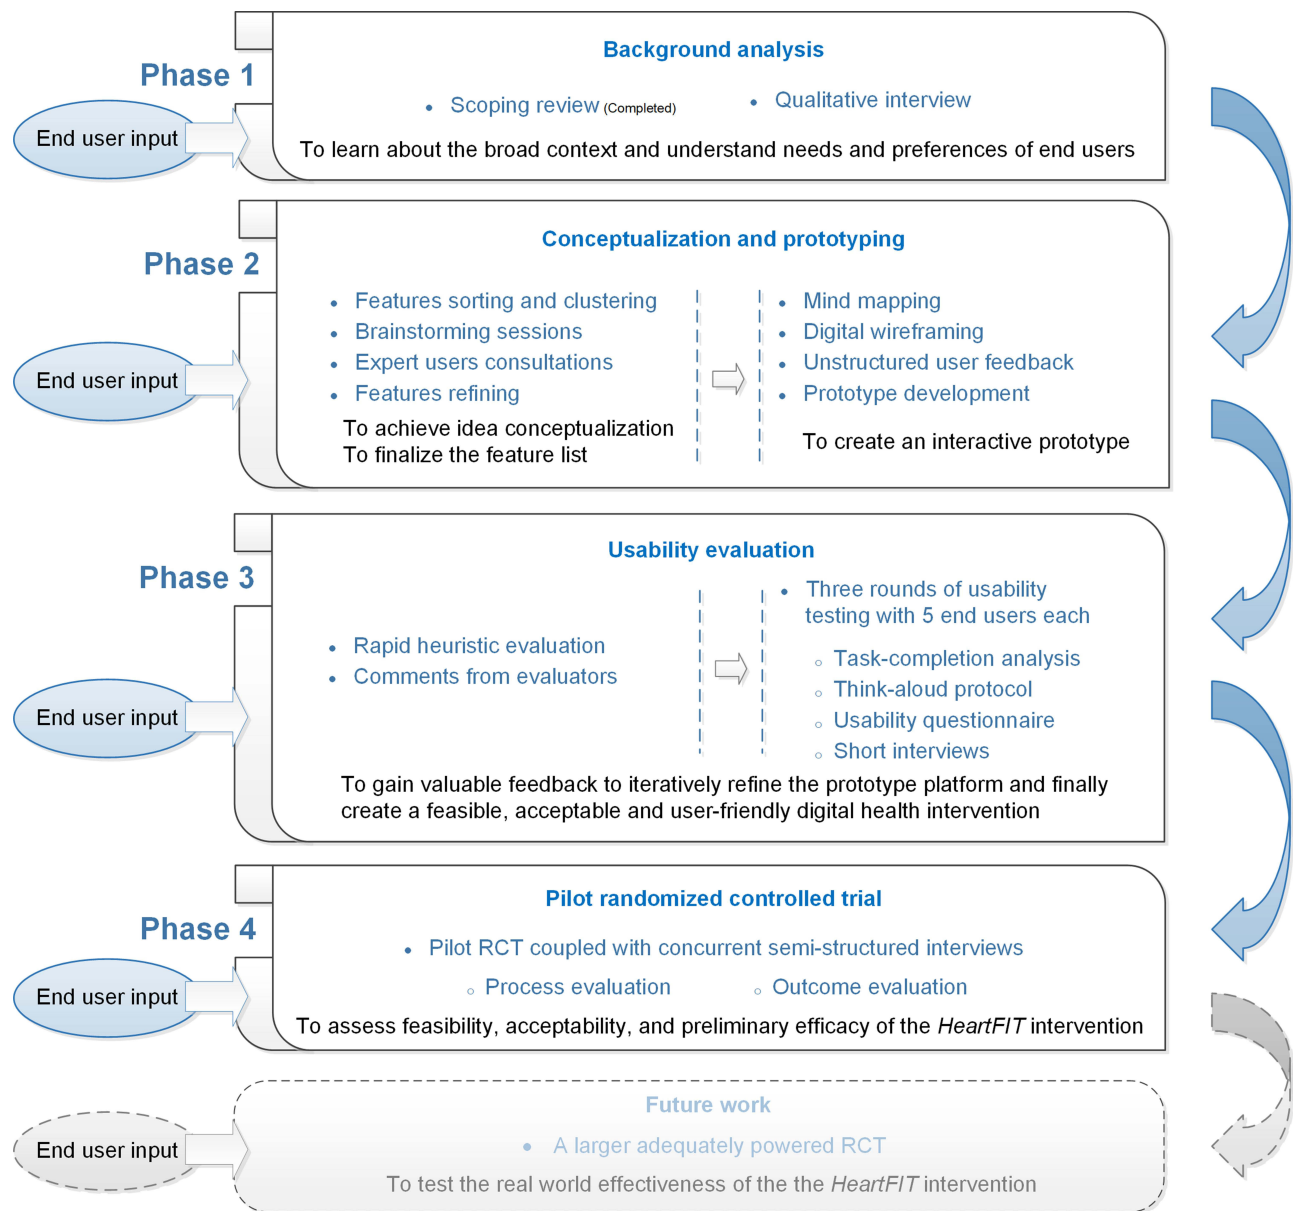 Background analysis
Phase 1
• Scoping review (Completed)
• Qualitative interview
End user input
To learn about the broad context and understand needs and preferences of end users
Conceptualization and prototyping
Phase 2
• Features sorting and clustering
• Brainstorming sessions
• Expert users consultations
• Features refining
To achieve idea conceptualization
To finalize the feature list
• Mind mapping
• Digital wireframing
• Unstructured user feedback
• Prototype development
To create an interactive prototype
End user input
Usability evaluation
Phase 3
• Rapid heuristic evaluation
• Comments from evaluators
• Three rounds of usability
testing with 5 end users each
○ Task-completion analysis
○ Think-aloud protocol
○ Usability questionnaire
○ Short interviews
End user input
To gain valuable feedback to iteratively refine the prototype platform and finally
create a feasible, acceptable and user-friendly digital health intervention
Pilot randomized controlled trial
Phase 4
• Pilot RCT coupled with concurrent semi-structured interviews
○ Process evaluation
○ Outcome evaluation
End user input
To assess feasibility, acceptability, and preliminary efficacy of the HeartFIT intervention
Future work
• A larger adequately powered RCT
End user input
To test the real world effectiveness of the the HeartFIT intervention